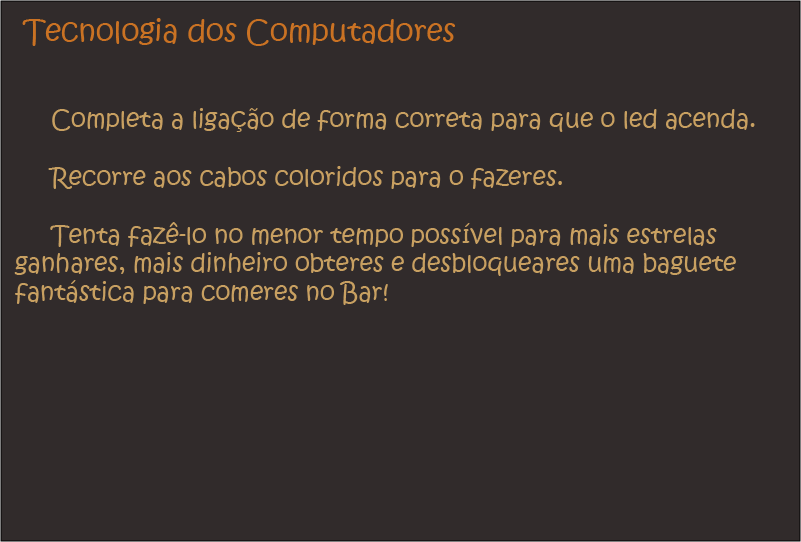 Tecnologia dos Computadores
Completa a ligação de forma correta para que o led acenda.
Recorre aos cabos coloridos para o fazeres.
Tenta fazê-lo no menor tempo possível para mais estrelas
ganhares, mais dinheiro obteres e desbloqueares uma baguete
fantástica para comeres no Bar!